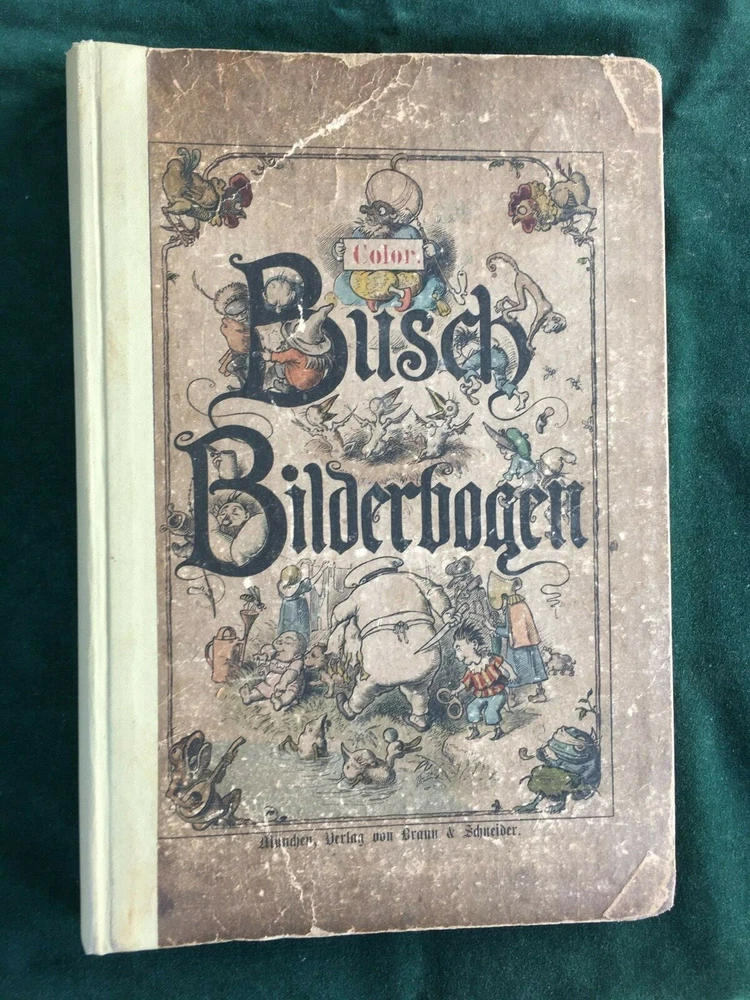 Color.
Busch
Bilderbogen
München, Verlag von Braun & Schneider.